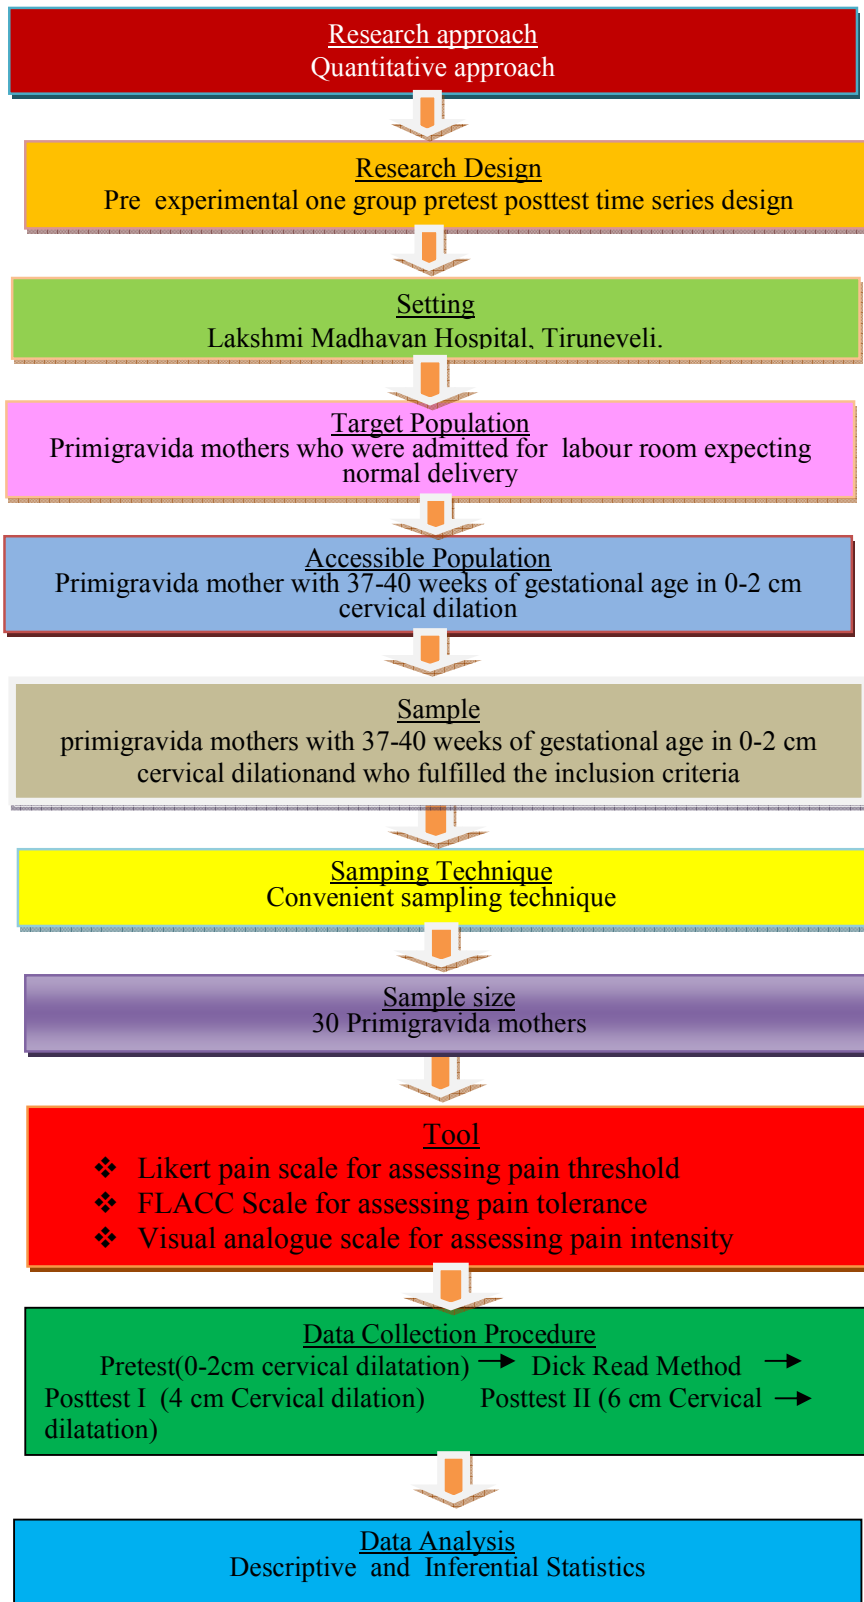 Research approach
Quantitative approach
Research Design
Pre experimental one group pretest posttest time series design
Setting
Lakshmi Madhavan Hospital, Tiruneveli.
Target Population
Primigravida mothers who were admitted for labour room expecting
normal delivery
Accessible Population
Primigravida mother with 37-40 weeks of gestational age in 0-2 cm
cervical dilation
Sample
primigravida mothers with 37-40 weeks of gestational age in 0-2 cm
cervical dilationand who fulfilled the inclusion criteria
Samping Technique
Convenient sampling technique
Sample size
30 Primigravida mothers
Tool
❖ Likert pain scale for assessing pain threshold
❖ FLACC Scale for assessing pain tolerance
❖ Visual analogue scale for assessing pain intensity
Data Collection Procedure
Pretest(0-2cm cervical dilatation) → Dick Read Method →
Posttest I (4 cm Cervical dilation) Posttest II (6 cm Cervical →
dilatation)
Data Analysis
Descriptive and Inferential Statistics